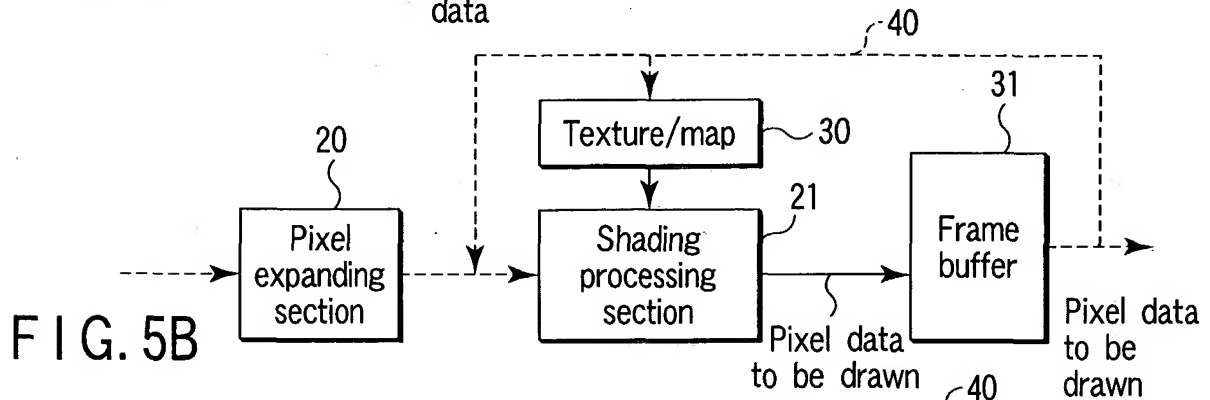 data
40
31
Texture/map
30
20
21
Pixel
expanding
section
Shading
processing
section
Frame
buffer
FIG. 5B
Pixel data
to be drawn
Pixel data
to be
drawn
40